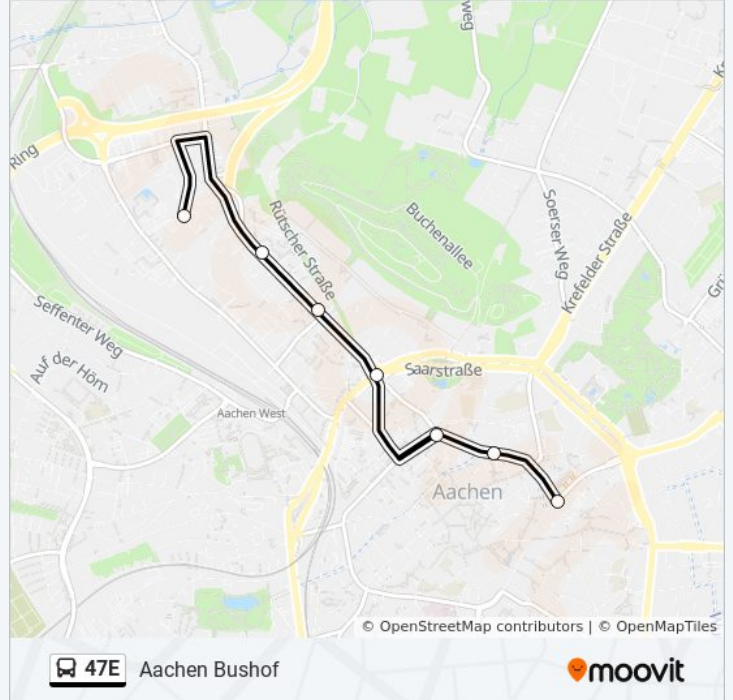 weg
Ring
Rütscher Straße
Buchenallee
Soerser Weg
Krefelder Straße
Seffenter Weg
Auf der Hörn
Saarstraße
Aachen West
Aachen
© OpenStreetMap contributors | © OpenMapTiles
47E Aachen Bushof
moovit